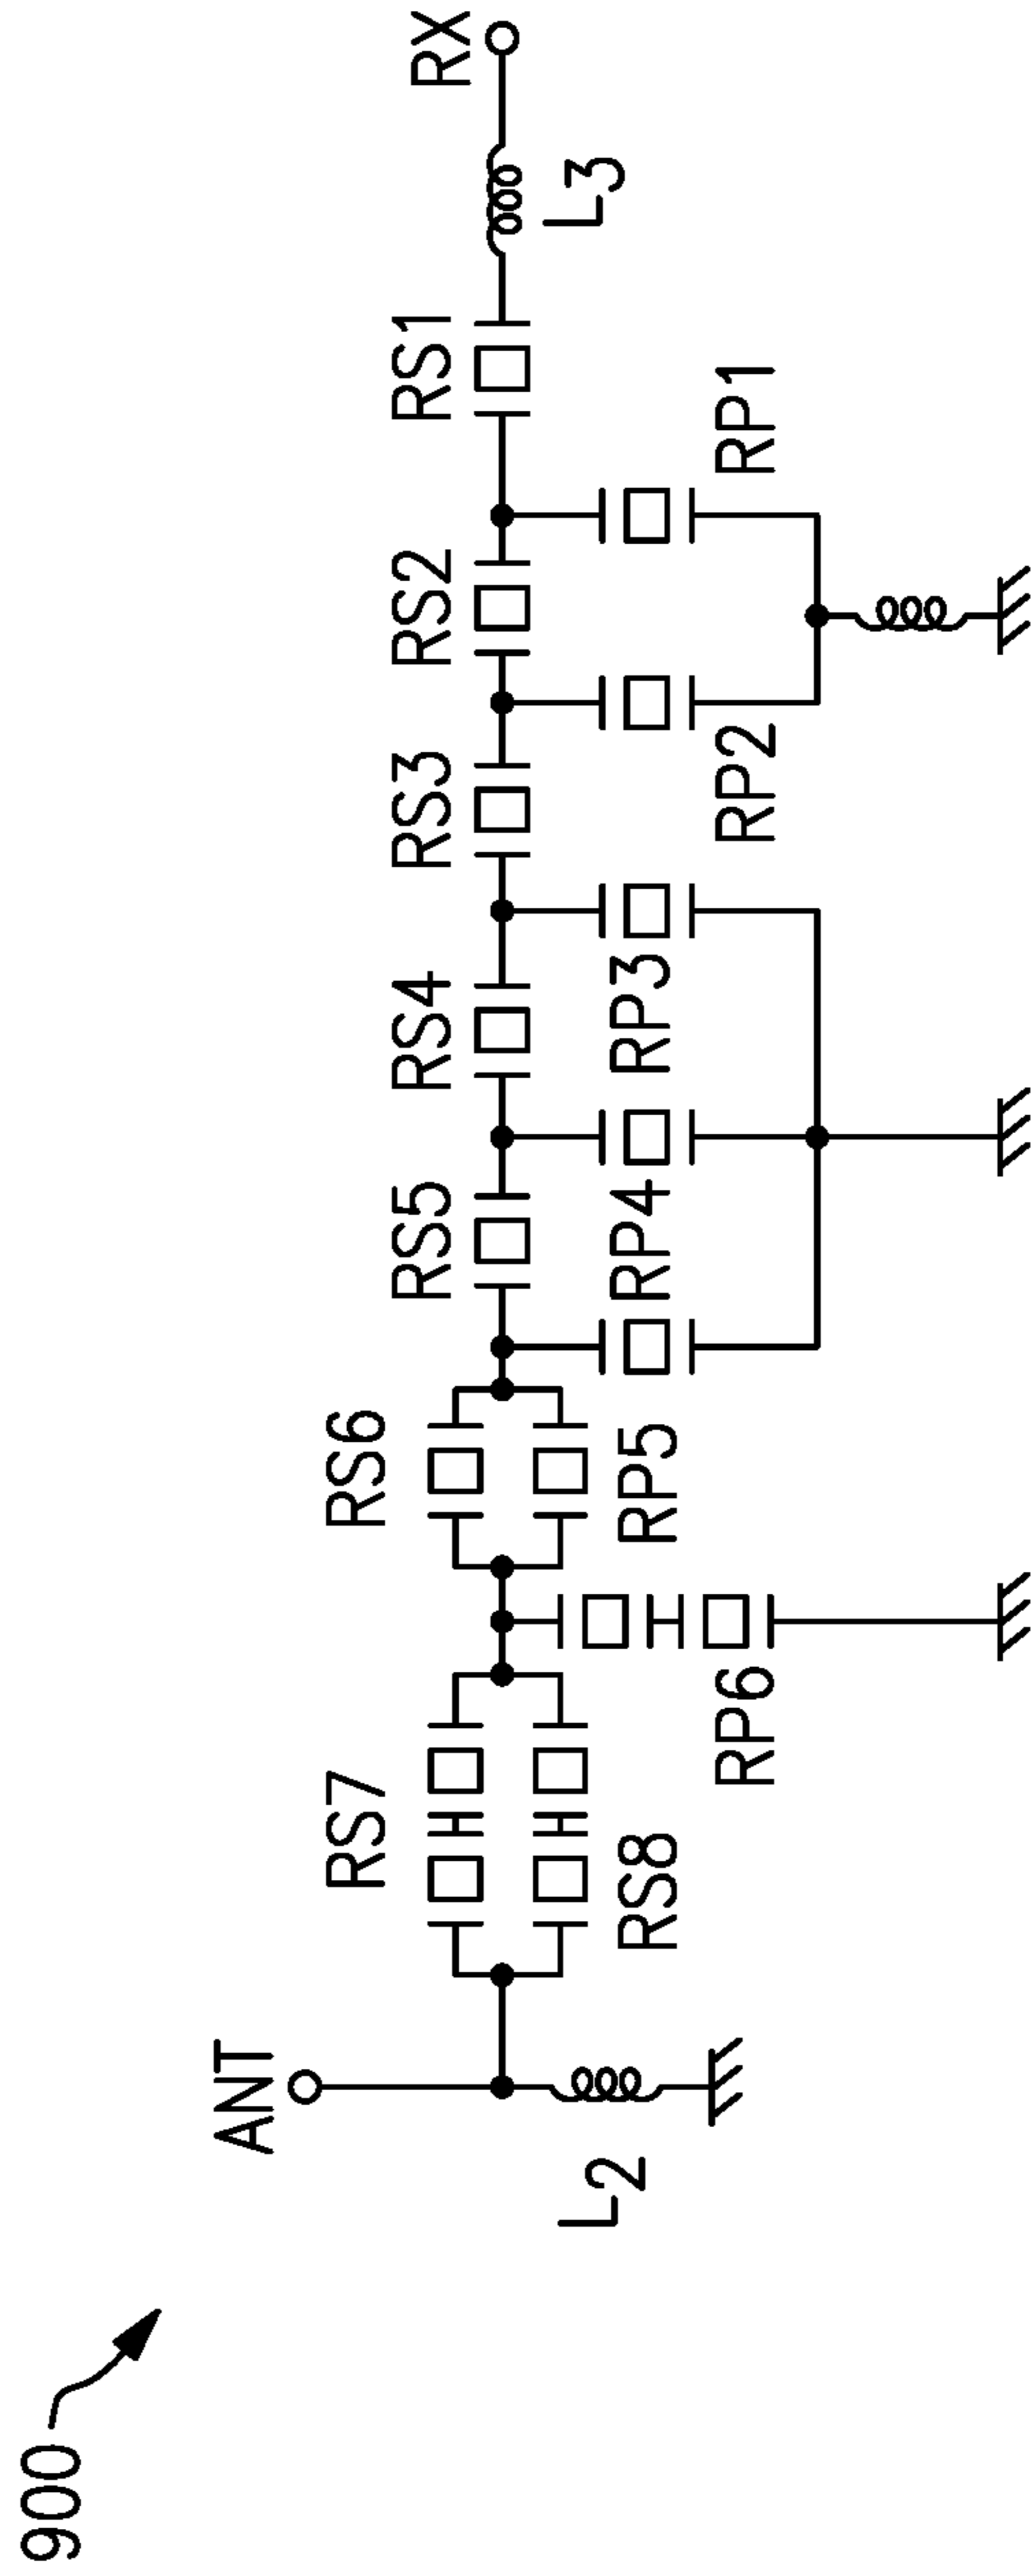 900
ANT
L2
RS7
RS8
RP6
RS6
RP5
RS5
RP4
RS4
RP3
RS3
RP2
RS2
RP1
RS1
L3
RX